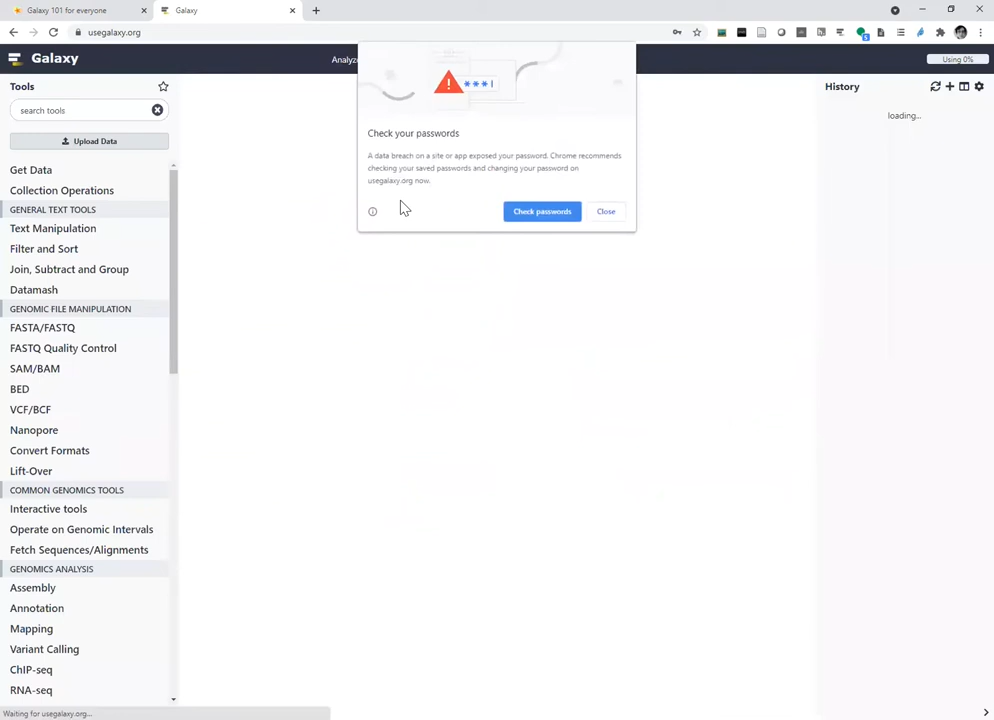 Galaxy 101 for everyone
Galaxy
usegalaxy.org
Galaxy
Analyze
Using 0%
Tools
search tools
Upload Data
Get Data
Collection Operations
GENERAL TEXT TOOLS
Text Manipulation
Filter and Sort
Join, Subtract and Group
Datamash
GENOMIC FILE MANIPULATION
FASTA/FASTQ
FASTQ Quality Control
SAM/BAM
BED
VCF/BCF
Nanopore
Convert Formats
Lift-Over
COMMON GENOMICS TOOLS
Interactive tools
Operate on Genomic Intervals
Fetch Sequences/Alignments
GENOMICS ANALYSIS
Assembly
Annotation
Mapping
Variant Calling
ChIP-seq
RNA-seq
Waiting for usegalaxy.org...
***
Check your passwords
A data breach on a site or app exposed your password. Chrome recommends
checking your saved passwords and changing your password on
usegalaxy.org now.
Check passwords
Close
History
loading...